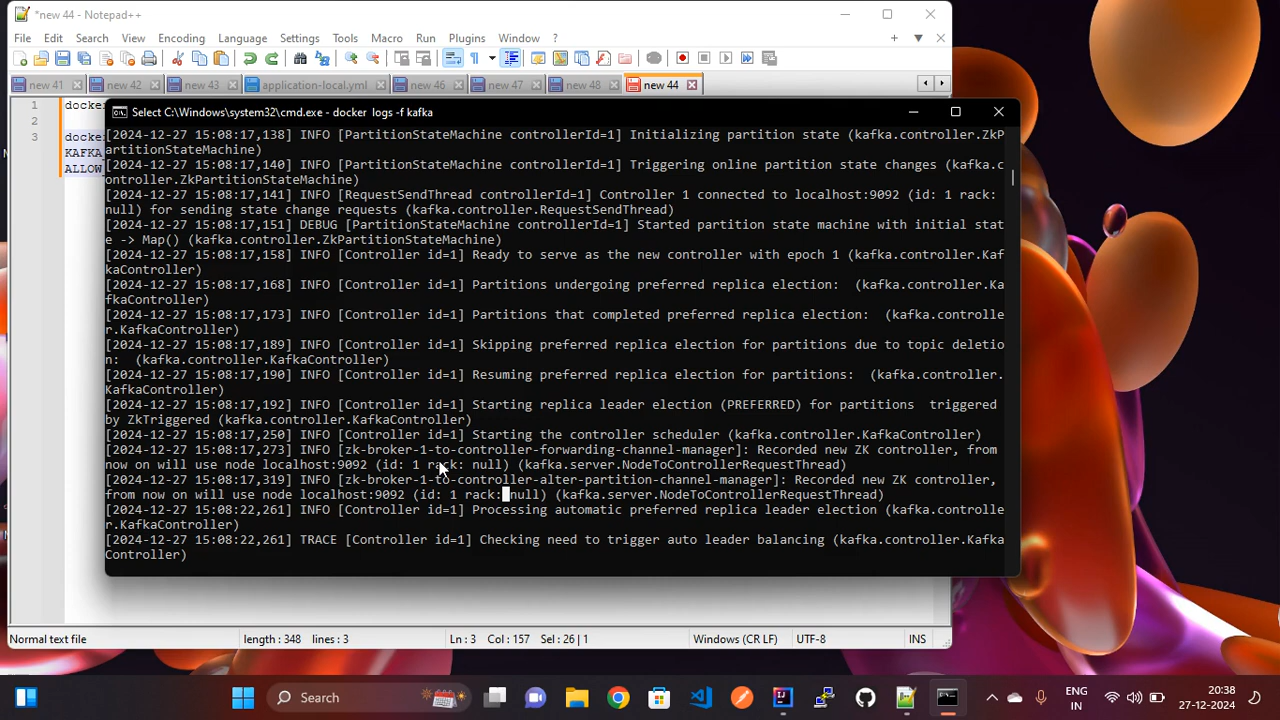 *new 44 - Notepad++
File Edit Search View Encoding Language Settings Tools Macro Run Plugins Window ?
new 41 new 42 new 43 application-local.yml new 46 new 47 new 48 new 44
1 docke
2
3 docke
KAFKA
ALLOW
Select C:\Windows\system32\cmd.exe - docker logs -f kafka
[2024-12-27 15:08:17,138] INFO [PartitionStateMachine controllerId=1] Initializing partition state (kafka.controller.ZkP
artitionStateMachine)
[2024-12-27 15:08:17,140] INFO [PartitionStateMachine controllerId=1] Triggering online partition state changes (kafka.c
ontroller.ZkPartitionStateMachine)
[2024-12-27 15:08:17,141] INFO [RequestSendThread controllerId=1] Controller 1 connected to localhost:9092 (id: 1 rack:
null) for sending state change requests (kafka.controller.RequestSendThread)
[2024-12-27 15:08:17,151] DEBUG [PartitionStateMachine controllerId=1] Started partition state machine with initial stat
e -> Map() (kafka.controller.ZkPartitionStateMachine)
[2024-12-27 15:08:17,158] INFO [Controller id=1] Ready to serve as the new controller with epoch 1 (kafka.controller.Kaf
kaController)
[2024-12-27 15:08:17,168] INFO [Controller id=1] Partitions undergoing preferred replica election:  (kafka.controller.Ka
fkaController)
[2024-12-27 15:08:17,173] INFO [Controller id=1] Partitions that completed preferred replica election:  (kafka.controlle
r.KafkaController)
[2024-12-27 15:08:17,189] INFO [Controller id=1] Skipping preferred replica election for partitions due to topic deletio
n:  (kafka.controller.KafkaController)
[2024-12-27 15:08:17,190] INFO [Controller id=1] Resuming preferred replica election for partitions:  (kafka.controller.
KafkaController)
[2024-12-27 15:08:17,192] INFO [Controller id=1] Starting replica leader election (PREFERRED) for partitions  triggered
by ZkTriggered (kafka.controller.KafkaController)
[2024-12-27 15:08:17,250] INFO [Controller id=1] Starting the controller scheduler (kafka.controller.KafkaController)
[2024-12-27 15:08:17,273] INFO [zk-broker-1-to-controller-forwarding-channel-manager]: Recorded new ZK controller, from
now on will use node localhost:9092 (id: 1 rack: null) (kafka.server.NodeToControllerRequestThread)
[2024-12-27 15:08:17,319] INFO [zk-broker-1-to-controller-alter-partition-channel-manager]: Recorded new ZK controller,
from now on will use node localhost:9092 (id: 1 rack: null) (kafka.server.NodeToControllerRequestThread)
[2024-12-27 15:08:22,261] INFO [Controller id=1] Processing automatic preferred replica leader election (kafka.controlle
r.KafkaController)
[2024-12-27 15:08:22,261] TRACE [Controller id=1] Checking need to trigger auto leader balancing (kafka.controller.Kafka
Controller)
Normal text file length : 348 lines : 3 Ln : 3 Col : 157 Sel : 26 | 1 Windows (CR LF) UTF-8 INS
Search ENG 20:38
IN 27-12-2024